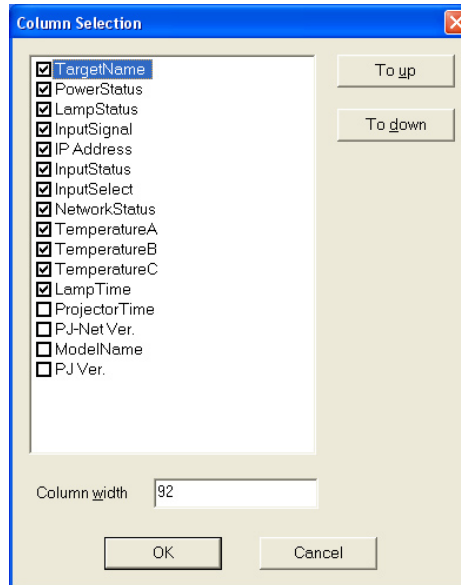 Column Selection
TargetName
PowerStatus
LampStatus
InputSignal
IP Address
InputStatus
InputSelect
NetworkStatus
TemperatureA
TemperatureB
TemperatureC
LampTime
ProjectorTime
PJ-Net Ver.
ModelName
PJ Ver.
To up
To down
Column width 92
OK Cancel